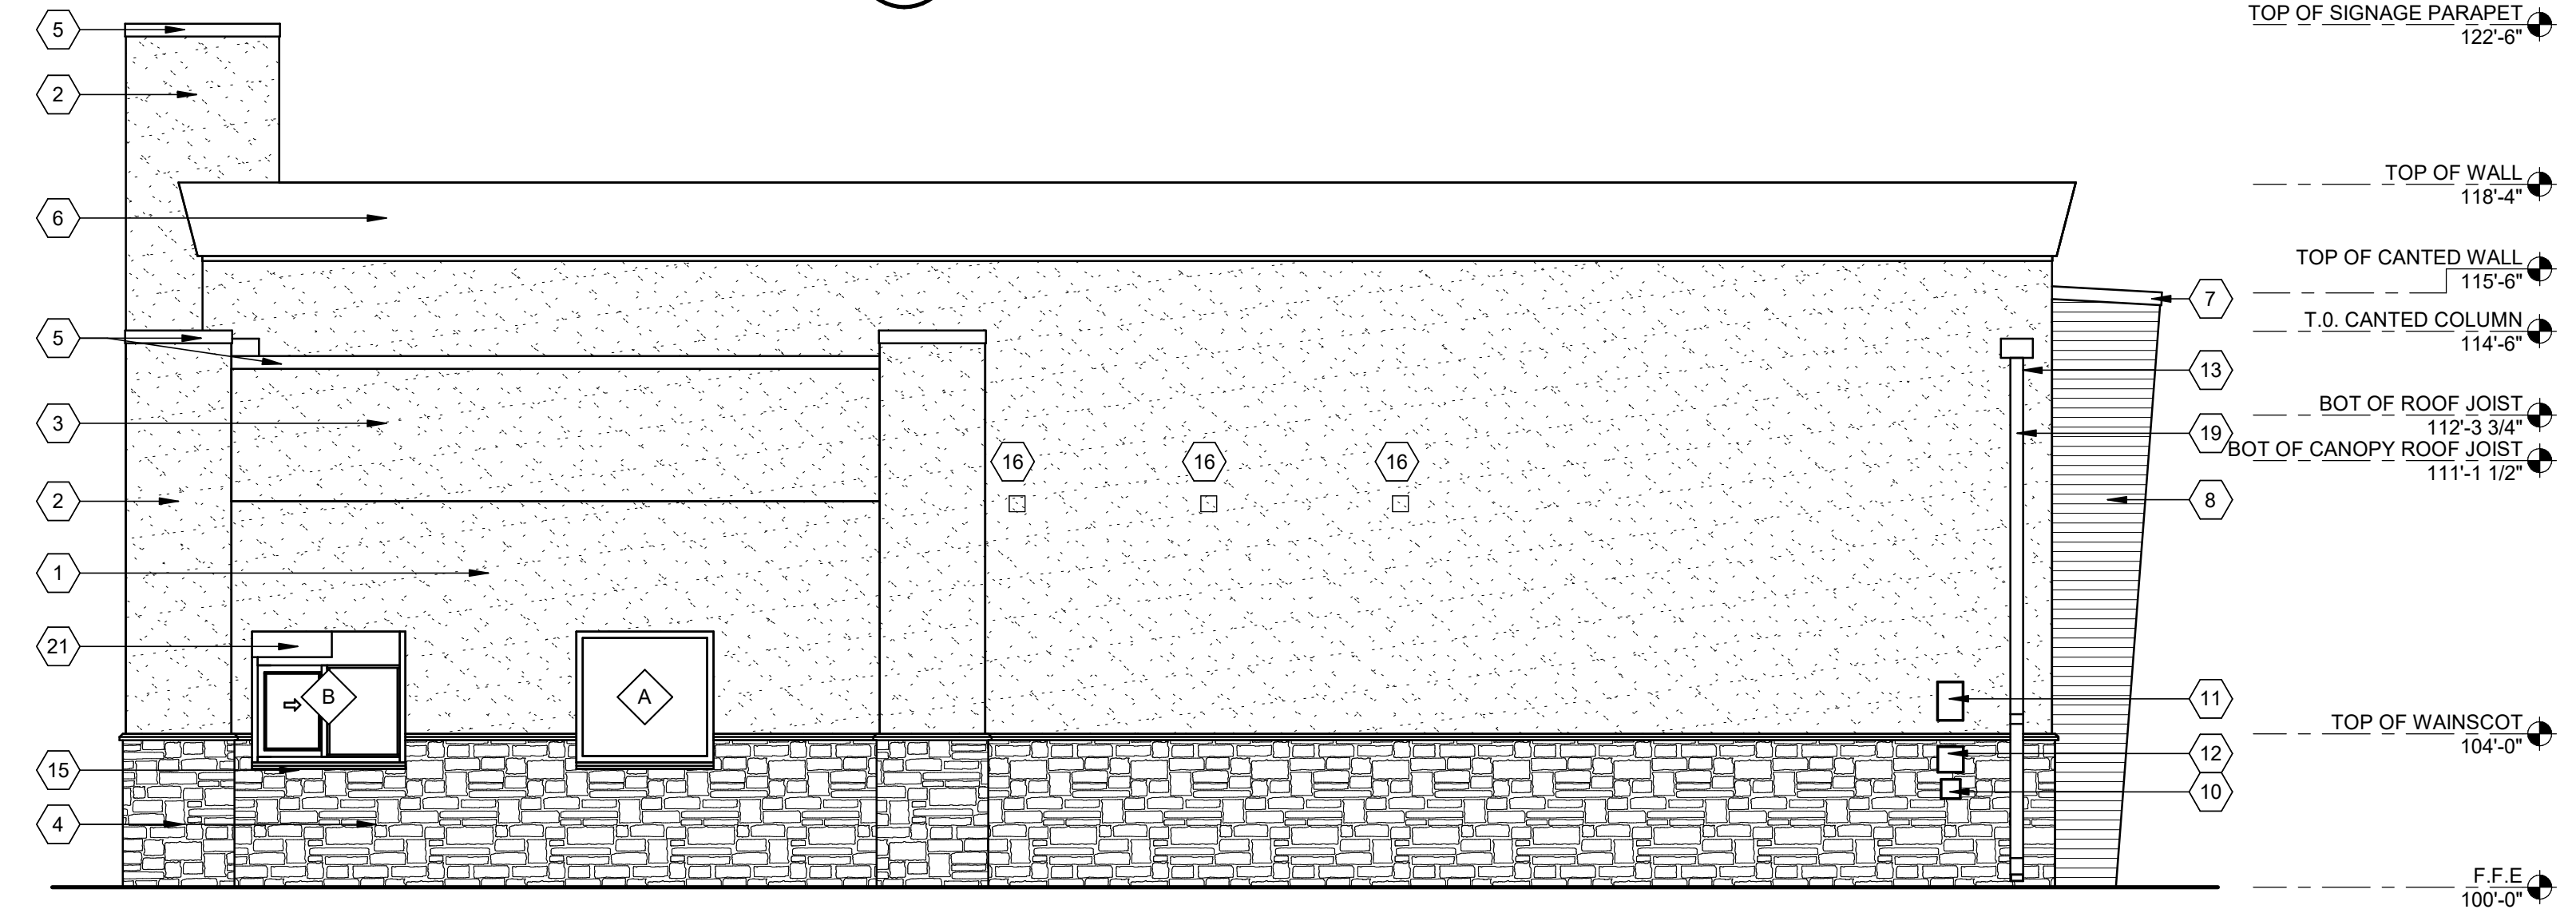 5
TOP OF SIGNAGE PARAPET
122'-6"
2
TOP OF WALL
118'-4"
6
TOP OF CANTED WALL
115'-6"
7
5
T.0. CANTED COLUMN
114'-6"
13
3
BOT OF ROOF JOIST
112'-3 3/4"
19
BOT OF CANOPY ROOF JOIST
111'-1 1/2"
16 16 16
2
8
1
21
B A
11
TOP OF WAINSCOT
104'-0"
12
15
10
4
F.F.E
100'-0"